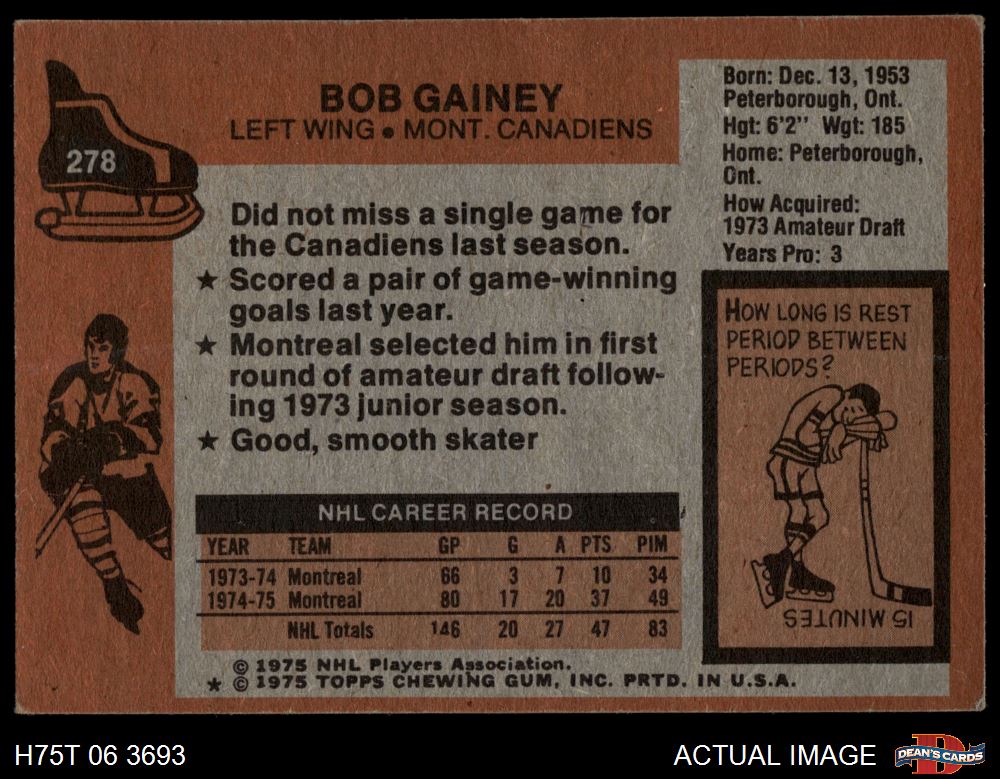 278
BOB GAINEY
LEFT WING • MONT. CANADIENS
Born: Dec. 13, 1953
Peterborough, Ont.
Hgt: 6'2" Wgt: 185
Home: Peterborough,
Ont.
How Acquired:
1973 Amateur Draft
Years Pro: 3
Did not miss a single game for
the Canadiens last season.
★ Scored a pair of game-winning
goals last year.
★ Montreal selected him in first
round of amateur draft follow-
ing 1973 junior season.
★ Good, smooth skater
HOW LONG IS REST
PERIOD BETWEEN
PERIODS?
15 MINUTES
NHL CAREER RECORD
YEAR TEAM GP G A PTS PIM
1973-74 Montreal 66 3 7 10 34
1974-75 Montreal 80 17 20 37 49
NHL Totals 146 20 27 47 83
© 1975 NHL Players Association.
★ © 1975 TOPPS CHEWING GUM, INC. PRTD. IN U.S.A.
H75T 06 3693
ACTUAL IMAGE
DEAN'S CARDS